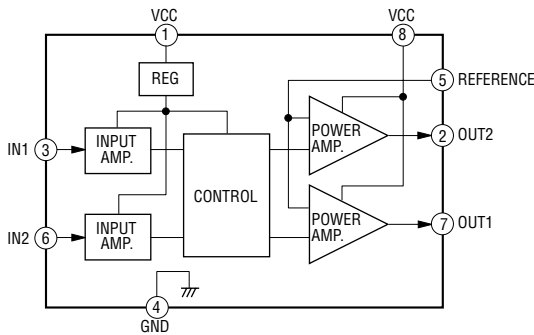 VCC
1
VCC
8
REG
5 REFERENCE
IN1 3
INPUT
AMP.
POWER
AMP.
2 OUT2
CONTROL
IN2 6
INPUT
AMP.
POWER
AMP.
7 OUT1
4
GND